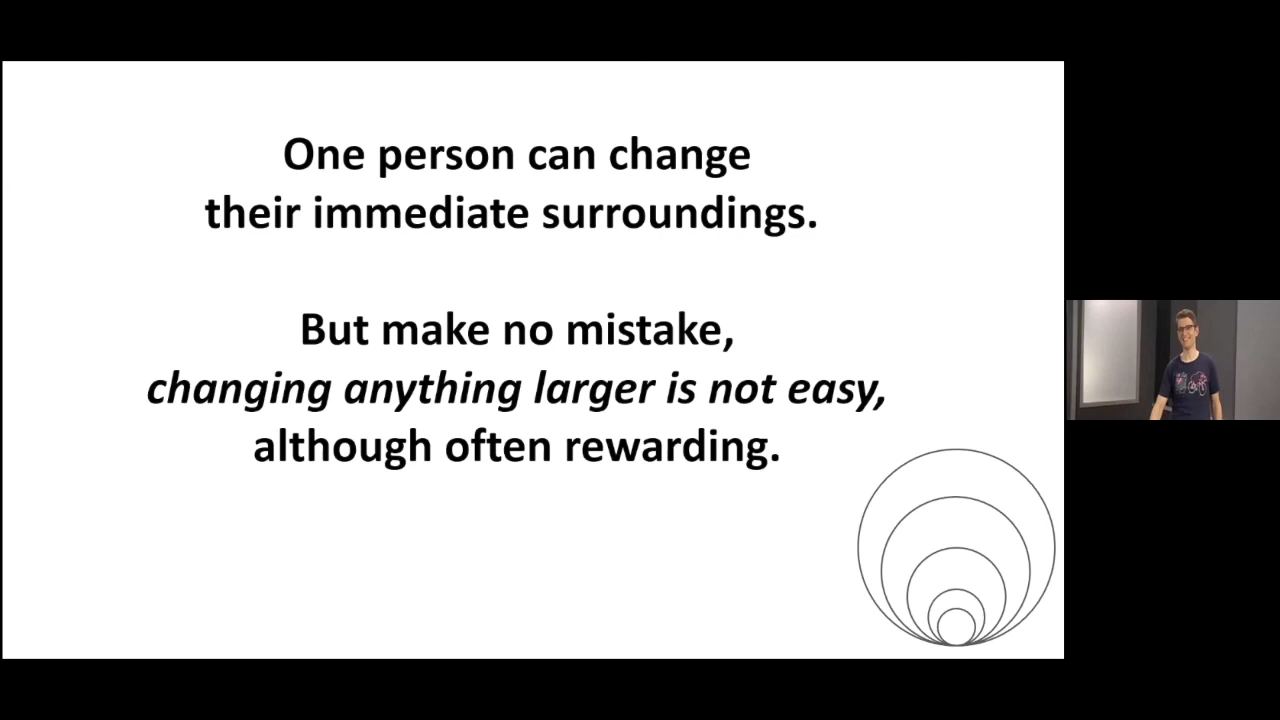 One person can change
their immediate surroundings.
But make no mistake,
changing anything larger is not easy,
although often rewarding.